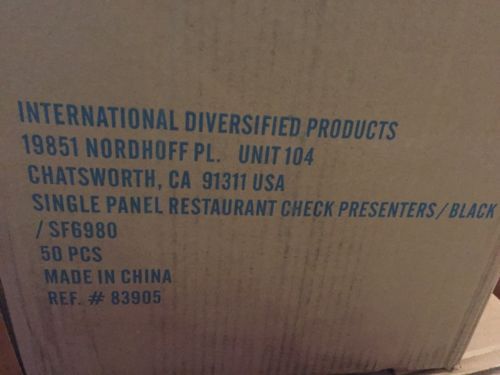 INTERNATIONAL DIVERSIFIED PRODUCTS
19851 NORDHOFF PL. UNIT 104
CHATSWORTH, CA 91311 USA
SINGLE PANEL RESTAURANT CHECK PRESENTERS / BLACK
/ SF6980
50 PCS
MADE IN CHINA
REF. # 83905